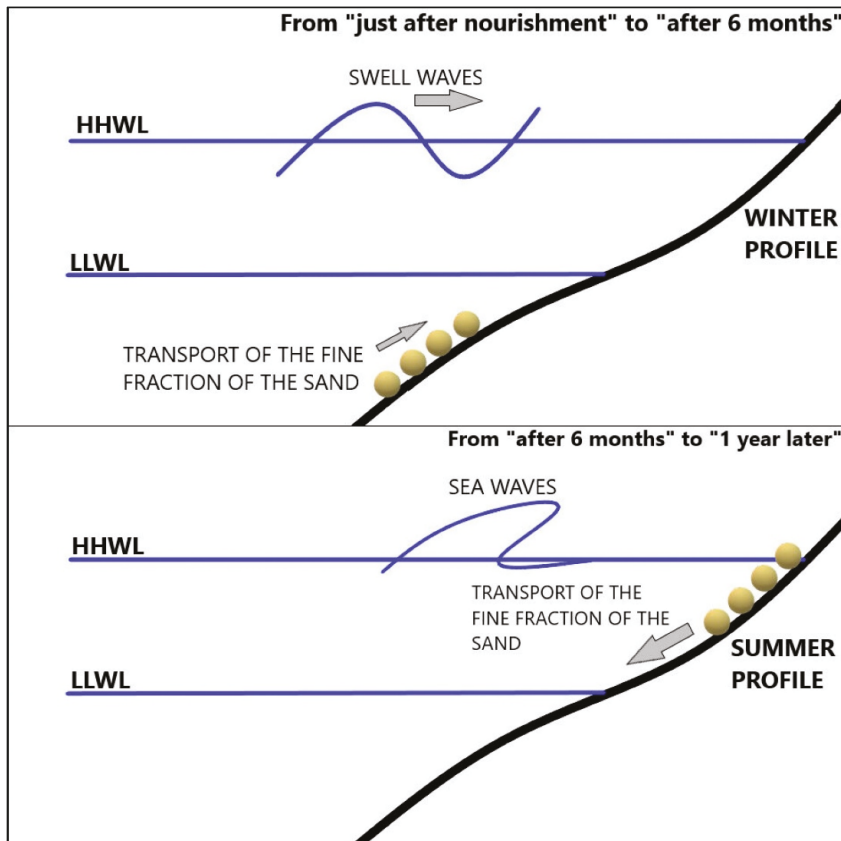 From "just after nourishment" to "after 6 months"
SWELL WAVES
HHWL
WINTER
PROFILE
LLWL
TRANSPORT OF THE FINE
FRACTION OF THE SAND
From "after 6 months" to "1 year later"
SEA WAVES
HHWL
TRANSPORT OF THE
FINE FRACTION OF THE
SAND
SUMMER
PROFILE
LLWL